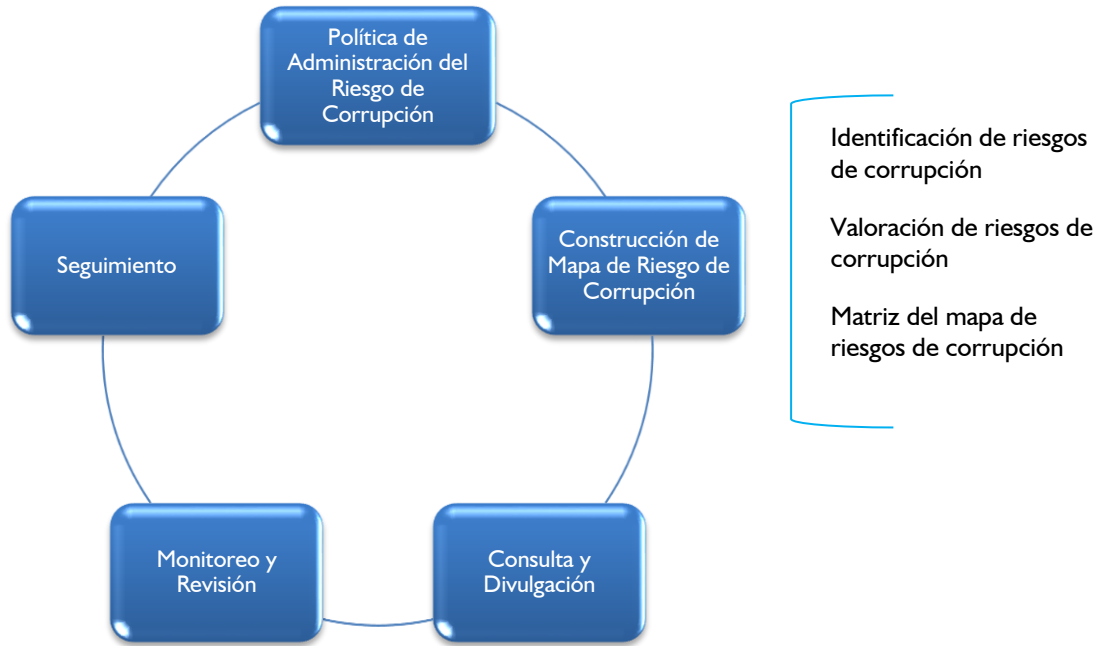 Política de
Administración del
Riesgo de
Corrupción
Construcción de
Mapa de Riesgo de
Corrupción
Consulta y
Divulgación
Monitoreo y
Revisión
Seguimiento
Identificación de riesgos
de corrupción
Valoración de riesgos de
corrupción
Matriz del mapa de
riesgos de corrupción